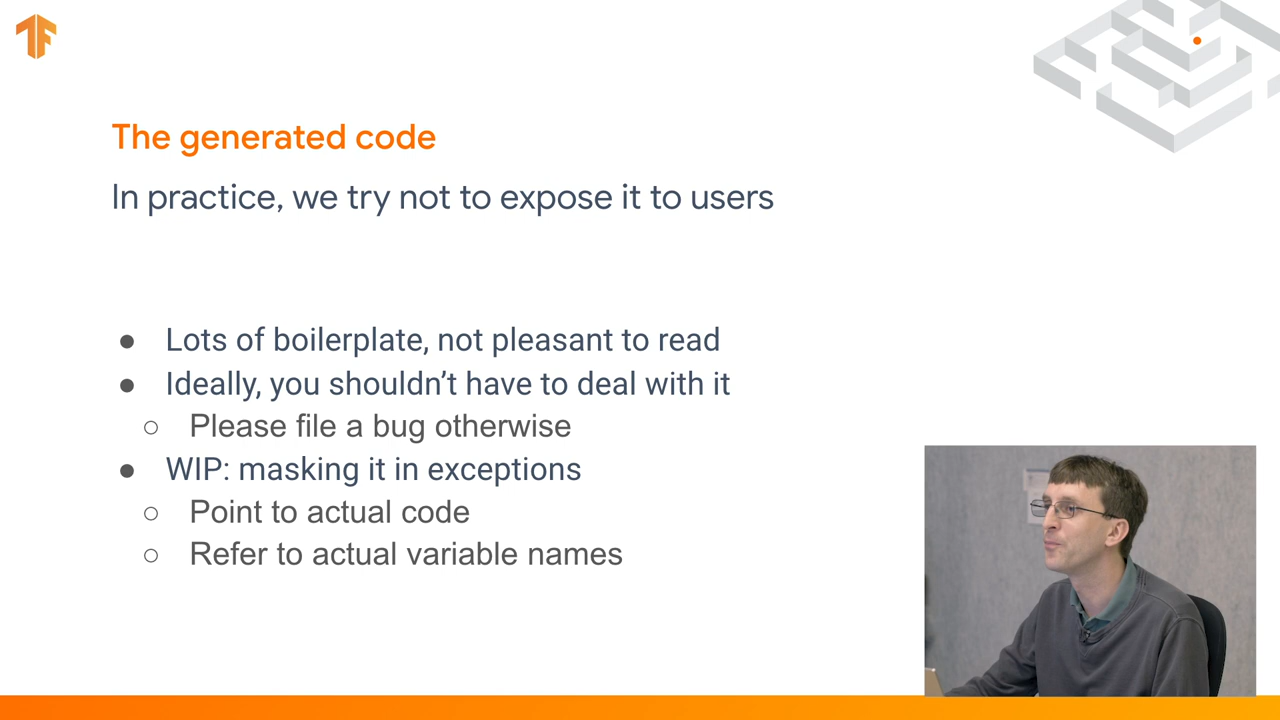 The generated code
In practice, we try not to expose it to users
● Lots of boilerplate, not pleasant to read
● Ideally, you shouldn’t have to deal with it
○ Please file a bug otherwise
● WIP: masking it in exceptions
○ Point to actual code
○ Refer to actual variable names